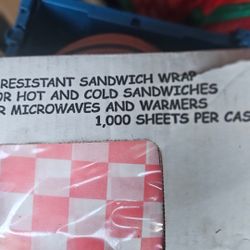 RESISTANT SANDWICH WRAP
OR HOT AND COLD SANDWICHES
R MICROWAVES AND WARMERS
1,000 SHEETS PER CAS